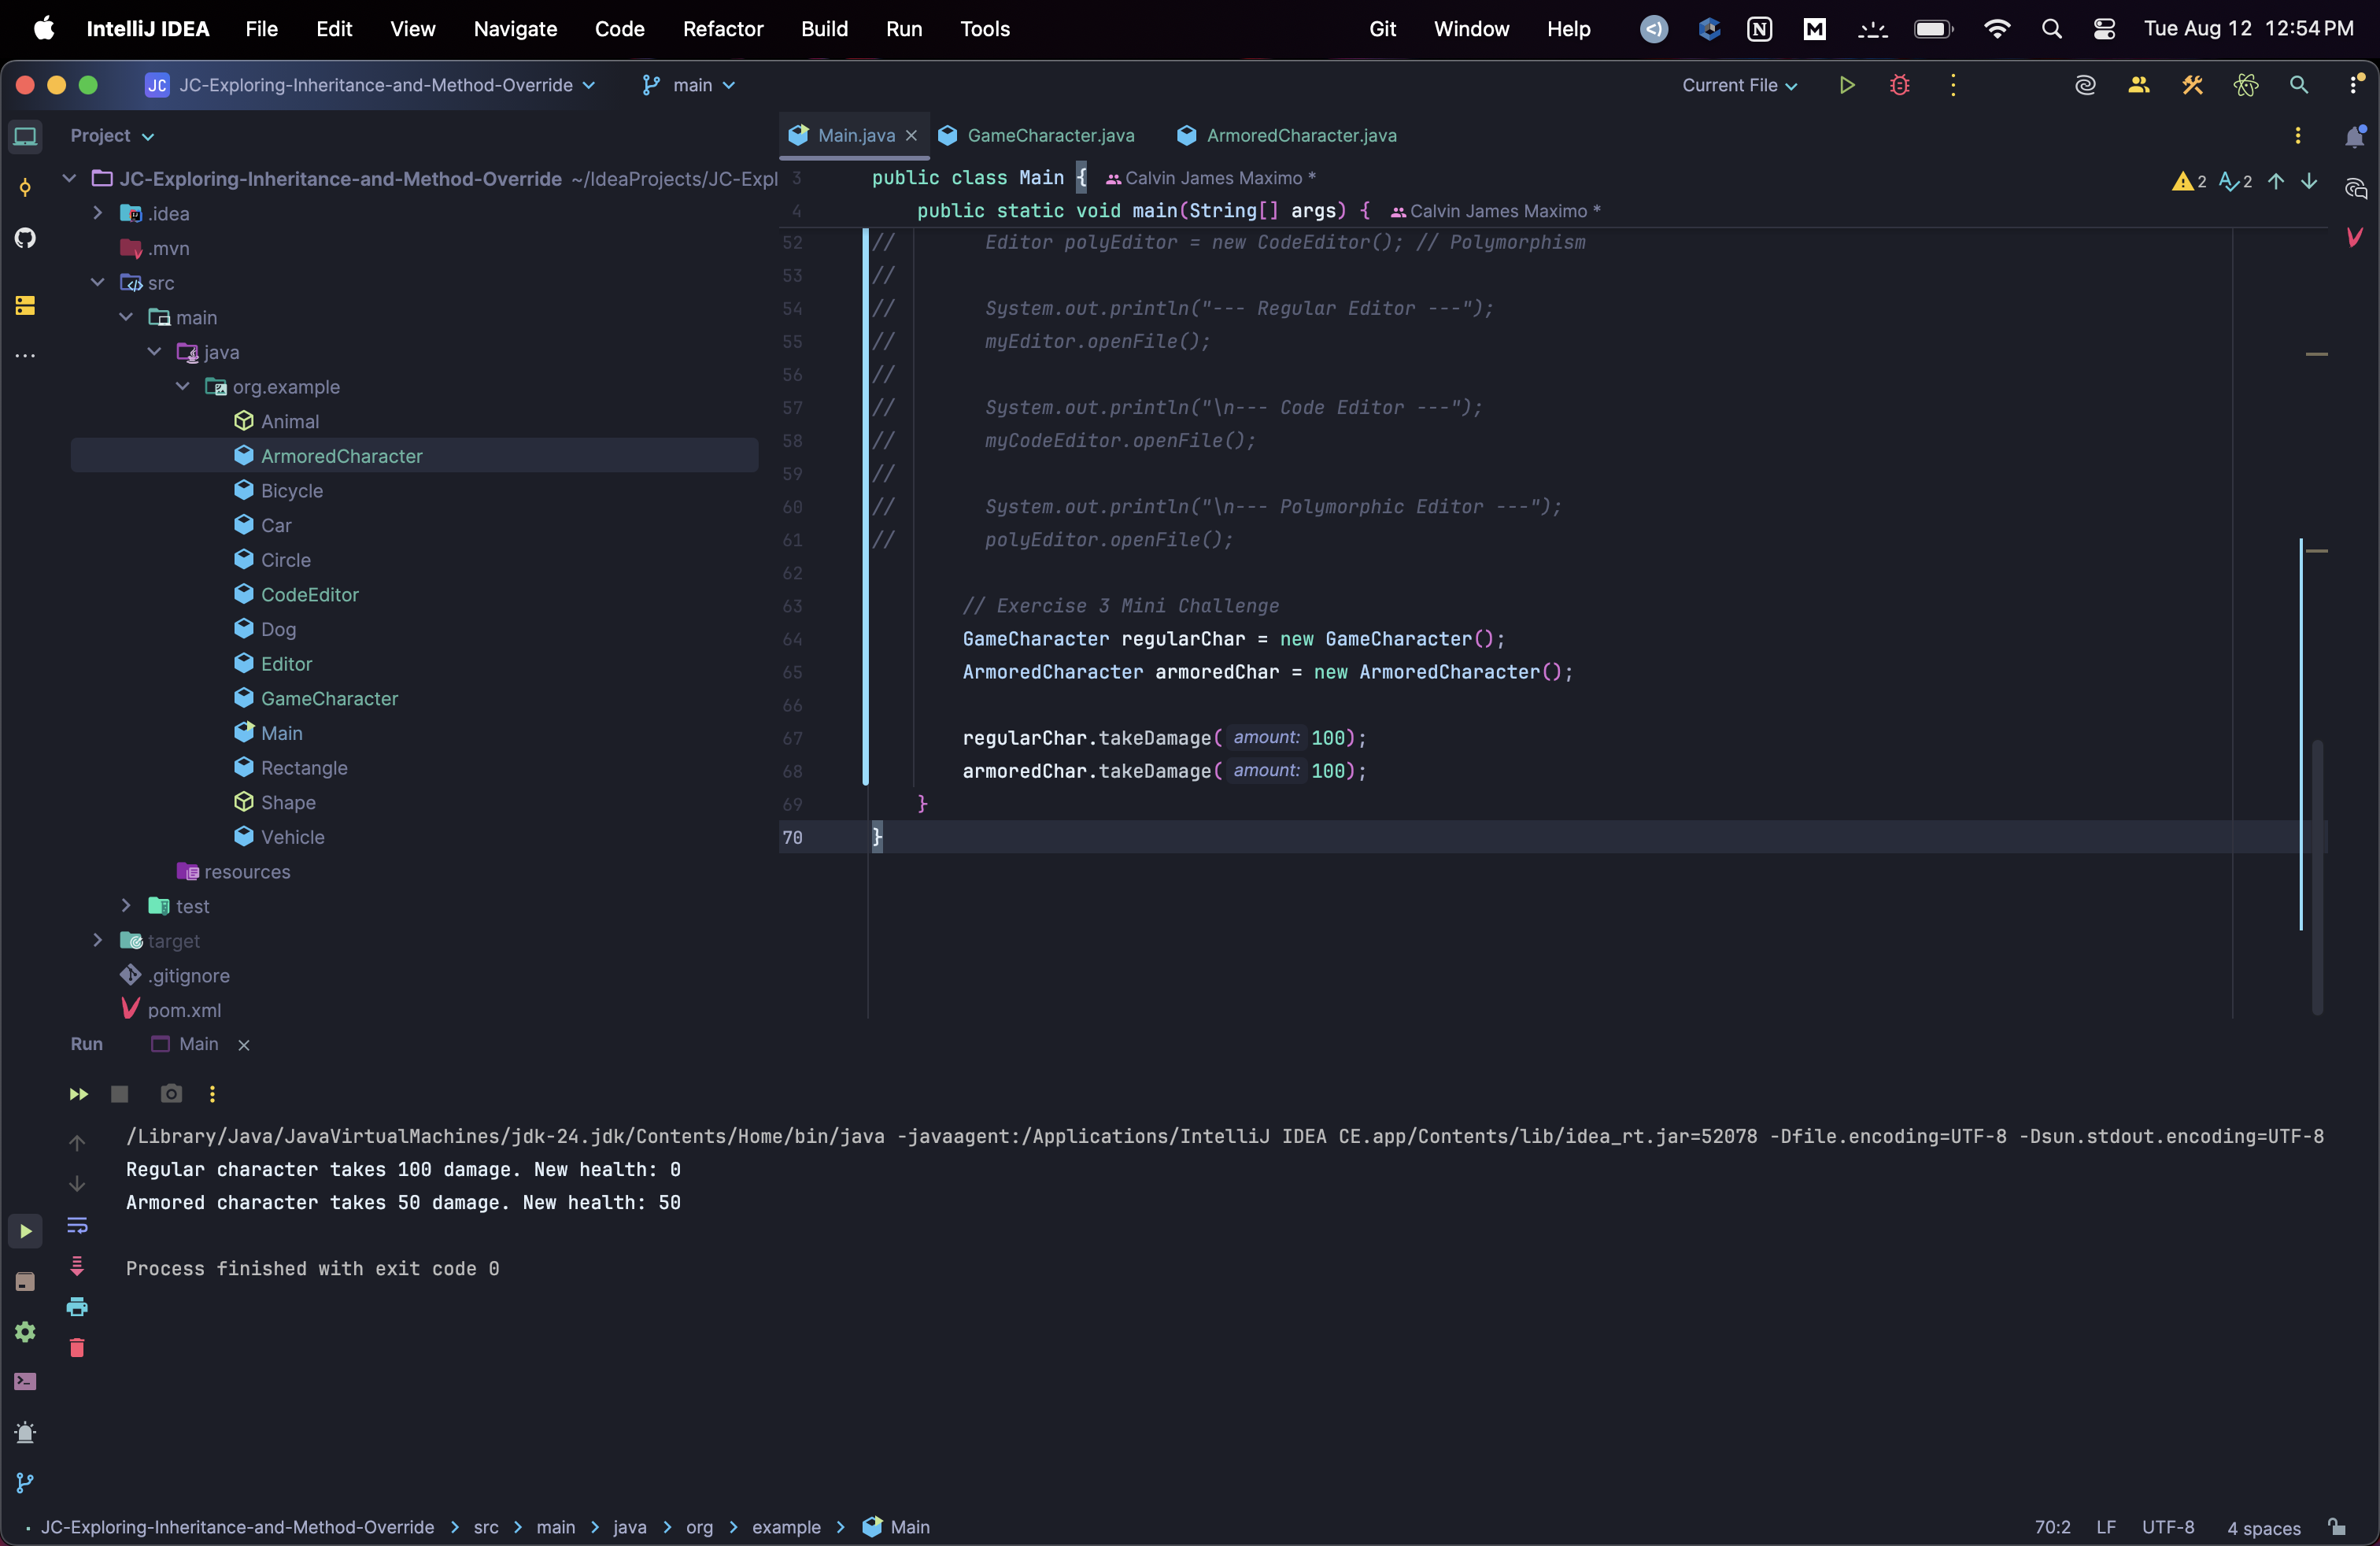 IntelliJ IDEA File Edit View Navigate Code Refactor Build Run Tools Git Window Help Tue Aug 12 12:54 PM
JC JC-Exploring-Inheritance-and-Method-Override main Current File
Project
JC-Exploring-Inheritance-and-Method-Override ~/IdeaProjects/JC-Expl
.idea
.mvn
src
main
java
org.example
Animal
ArmoredCharacter
Bicycle
Car
Circle
CodeEditor
Dog
Editor
GameCharacter
Main
Rectangle
Shape
Vehicle
resources
test
target
.gitignore
pom.xml
Main.java GameCharacter.java ArmoredCharacter.java
3 public class Main { Calvin James Maximo *
2 2
4 public static void main(String[] args) { Calvin James Maximo *
52 // Editor polyEditor = new CodeEditor(); // Polymorphism
53 //
54 // System.out.println("--- Regular Editor ---");
55 // myEditor.openFile();
56 //
57 // System.out.println("\n--- Code Editor ---");
58 // myCodeEditor.openFile();
59 //
60 // System.out.println("\n--- Polymorphic Editor ---");
61 // polyEditor.openFile();
62
63 // Exercise 3 Mini Challenge
64 GameCharacter regularChar = new GameCharacter();
65 ArmoredCharacter armoredChar = new ArmoredCharacter();
66
67 regularChar.takeDamage( amount: 100);
68 armoredChar.takeDamage( amount: 100);
69 }
70 }
Run Main
/Library/Java/JavaVirtualMachines/jdk-24.jdk/Contents/Home/bin/java -javaagent:/Applications/IntelliJ IDEA CE.app/Contents/lib/idea_rt.jar=52078 -Dfile.encoding=UTF-8 -Dsun.stdout.encoding=UTF-8
Regular character takes 100 damage. New health: 0
Armored character takes 50 damage. New health: 50
Process finished with exit code 0
JC-Exploring-Inheritance-and-Method-Override src main java org example Main 70:2 LF UTF-8 4 spaces